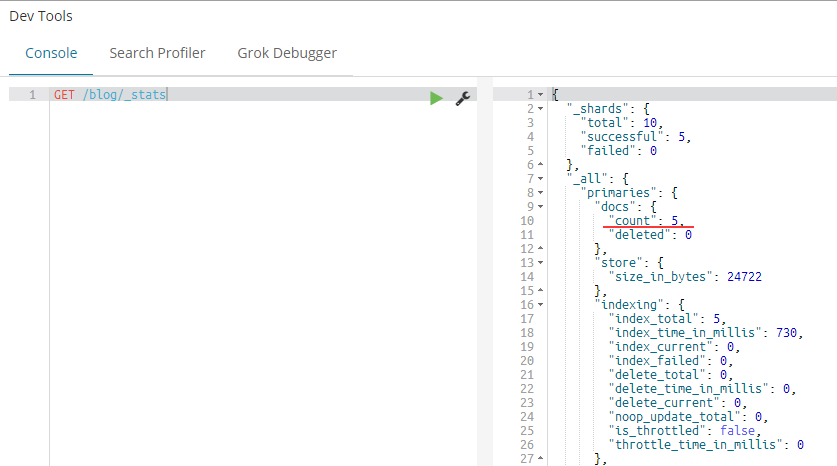 Dev Tools
Console Search Profiler Grok Debugger
1 GET /blog/_stats
1 {
2 "_shards": {
3 "total": 10,
4 "successful": 5,
5 "failed": 0
6 },
7 "_all": {
8 "primaries": {
9 "docs": {
10 "count": 5,
11 "deleted": 0
12 },
13 "store": {
14 "size_in_bytes": 24722
15 },
16 "indexing": {
17 "index_total": 5,
18 "index_time_in_millis": 730,
19 "index_current": 0,
20 "index_failed": 0,
21 "delete_total": 0,
22 "delete_time_in_millis": 0,
23 "delete_current": 0,
24 "noop_update_total": 0,
25 "is_throttled": false,
26 "throttle_time_in_millis": 0
27 },